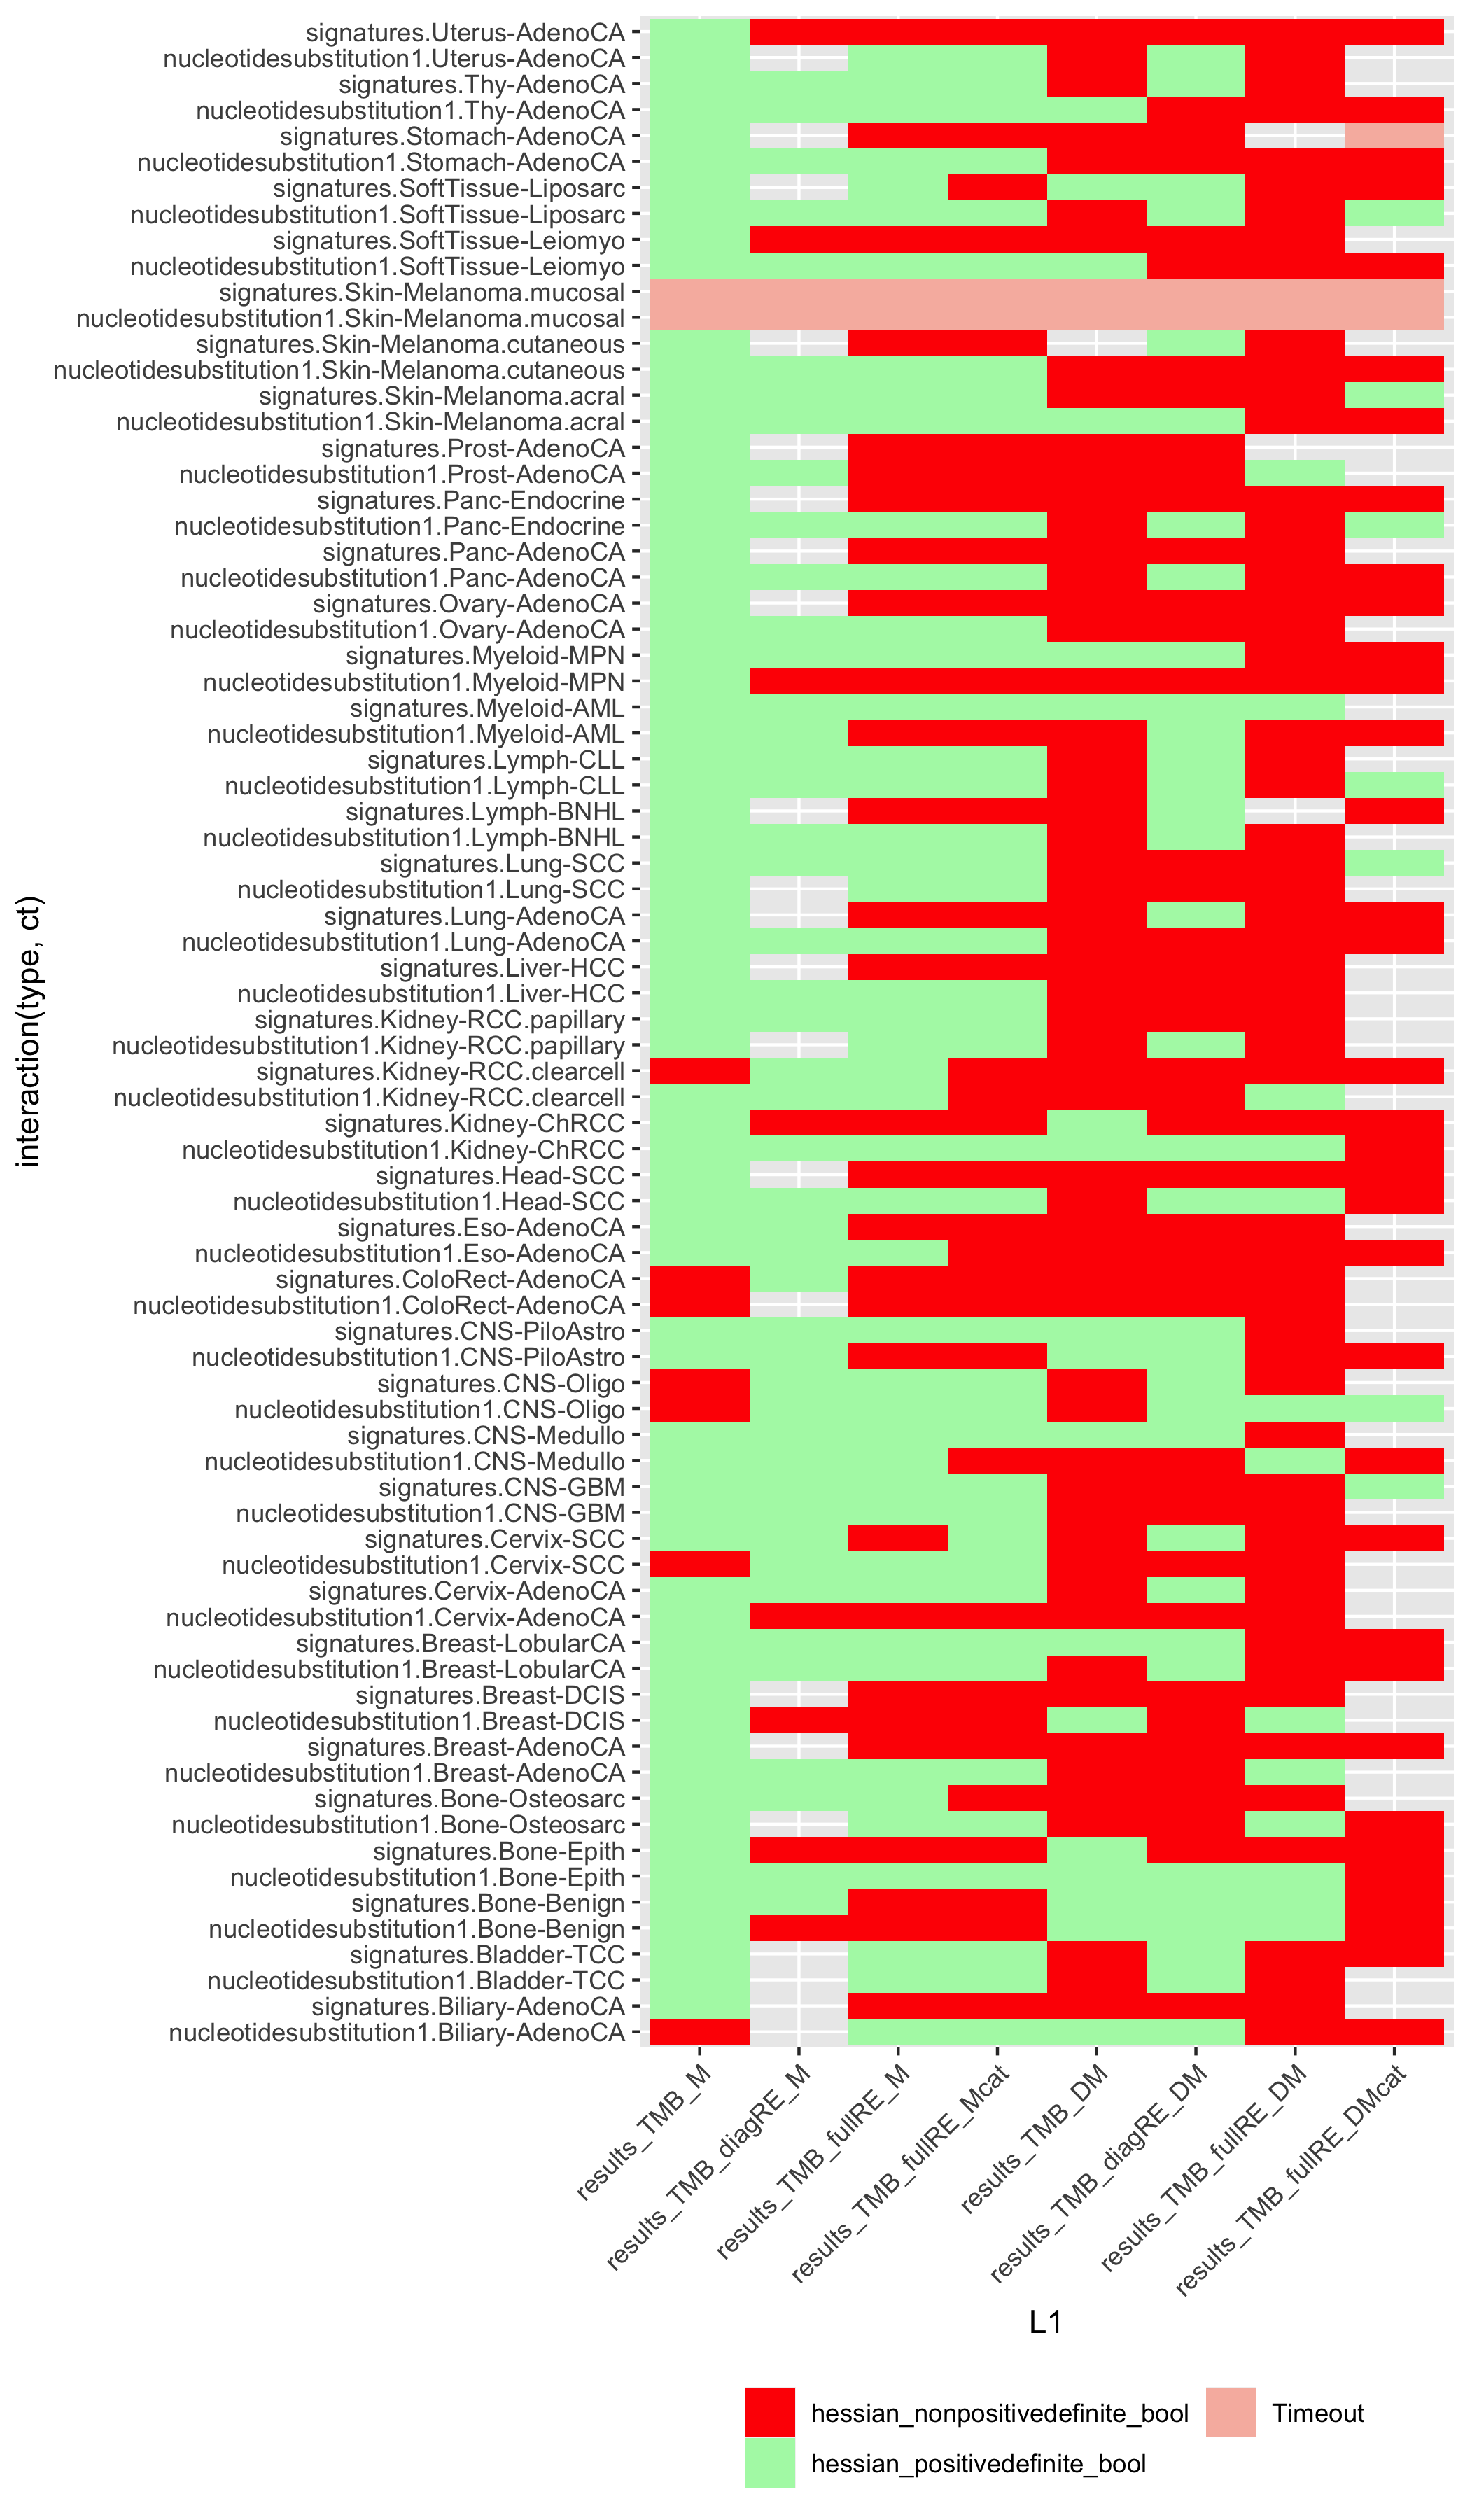 signatures.Uterus-AdenoCA
nucleotidesubstitution1.Uterus-AdenoCA
signatures.Thy-AdenoCA
nucleotidesubstitution1.Thy-AdenoCA
signatures.Stomach-AdenoCA
nucleotidesubstitution1.Stomach-AdenoCA
signatures.SoftTissue-Liposarc
nucleotidesubstitution1.SoftTissue-Liposarc
signatures.SoftTissue-Leiomyo
nucleotidesubstitution1.SoftTissue-Leiomyo
signatures.Skin-Melanoma.mucosal
nucleotidesubstitution1.Skin-Melanoma.mucosal
signatures.Skin-Melanoma.cutaneous
nucleotidesubstitution1.Skin-Melanoma.cutaneous
signatures.Skin-Melanoma.acral
nucleotidesubstitution1.Skin-Melanoma.acral
signatures.Prost-AdenoCA
nucleotidesubstitution1.Prost-AdenoCA
signatures.Panc-Endocrine
nucleotidesubstitution1.Panc-Endocrine
signatures.Panc-AdenoCA
nucleotidesubstitution1.Panc-AdenoCA
signatures.Ovary-AdenoCA
nucleotidesubstitution1.Ovary-AdenoCA
signatures.Myeloid-MPN
nucleotidesubstitution1.Myeloid-MPN
signatures.Myeloid-AML
nucleotidesubstitution1.Myeloid-AML
signatures.Lymph-CLL
nucleotidesubstitution1.Lymph-CLL
signatures.Lymph-BNHL
nucleotidesubstitution1.Lymph-BNHL
signatures.Lung-SCC
nucleotidesubstitution1.Lung-SCC
signatures.Lung-AdenoCA
nucleotidesubstitution1.Lung-AdenoCA
signatures.Liver-HCC
nucleotidesubstitution1.Liver-HCC
signatures.Kidney-RCC.papillary
nucleotidesubstitution1.Kidney-RCC.papillary
signatures.Kidney-RCC.clearcell
nucleotidesubstitution1.Kidney-RCC.clearcell
signatures.Kidney-ChRCC
nucleotidesubstitution1.Kidney-ChRCC
signatures.Head-SCC
nucleotidesubstitution1.Head-SCC
signatures.Eso-AdenoCA
nucleotidesubstitution1.Eso-AdenoCA
signatures.ColoRect-AdenoCA
nucleotidesubstitution1.ColoRect-AdenoCA
signatures.CNS-PiloAstro
nucleotidesubstitution1.CNS-PiloAstro
signatures.CNS-Oligo
nucleotidesubstitution1.CNS-Oligo
signatures.CNS-Medullo
nucleotidesubstitution1.CNS-Medullo
signatures.CNS-GBM
nucleotidesubstitution1.CNS-GBM
signatures.Cervix-SCC
nucleotidesubstitution1.Cervix-SCC
signatures.Cervix-AdenoCA
nucleotidesubstitution1.Cervix-AdenoCA
signatures.Breast-LobularCA
nucleotidesubstitution1.Breast-LobularCA
signatures.Breast-DCIS
nucleotidesubstitution1.Breast-DCIS
signatures.Breast-AdenoCA
nucleotidesubstitution1.Breast-AdenoCA
signatures.Bone-Osteosarc
nucleotidesubstitution1.Bone-Osteosarc
signatures.Bone-Epith
nucleotidesubstitution1.Bone-Epith
signatures.Bone-Benign
nucleotidesubstitution1.Bone-Benign
signatures.Bladder-TCC
nucleotidesubstitution1.Bladder-TCC
signatures.Biliary-AdenoCA
nucleotidesubstitution1.Biliary-AdenoCA
interaction(type, ct)
results_TMB_M
results_TMB_diagRE_M
results_TMB_fullRE_M
results_TMB_fullRE_Mcat
results_TMB_DM
results_TMB_diagRE_DM
results_TMB_fullRE_DM
results_TMB_fullRE_DMcat
L1
hessian_nonpositivedefinite_bool
Timeout
hessian_positivedefinite_bool